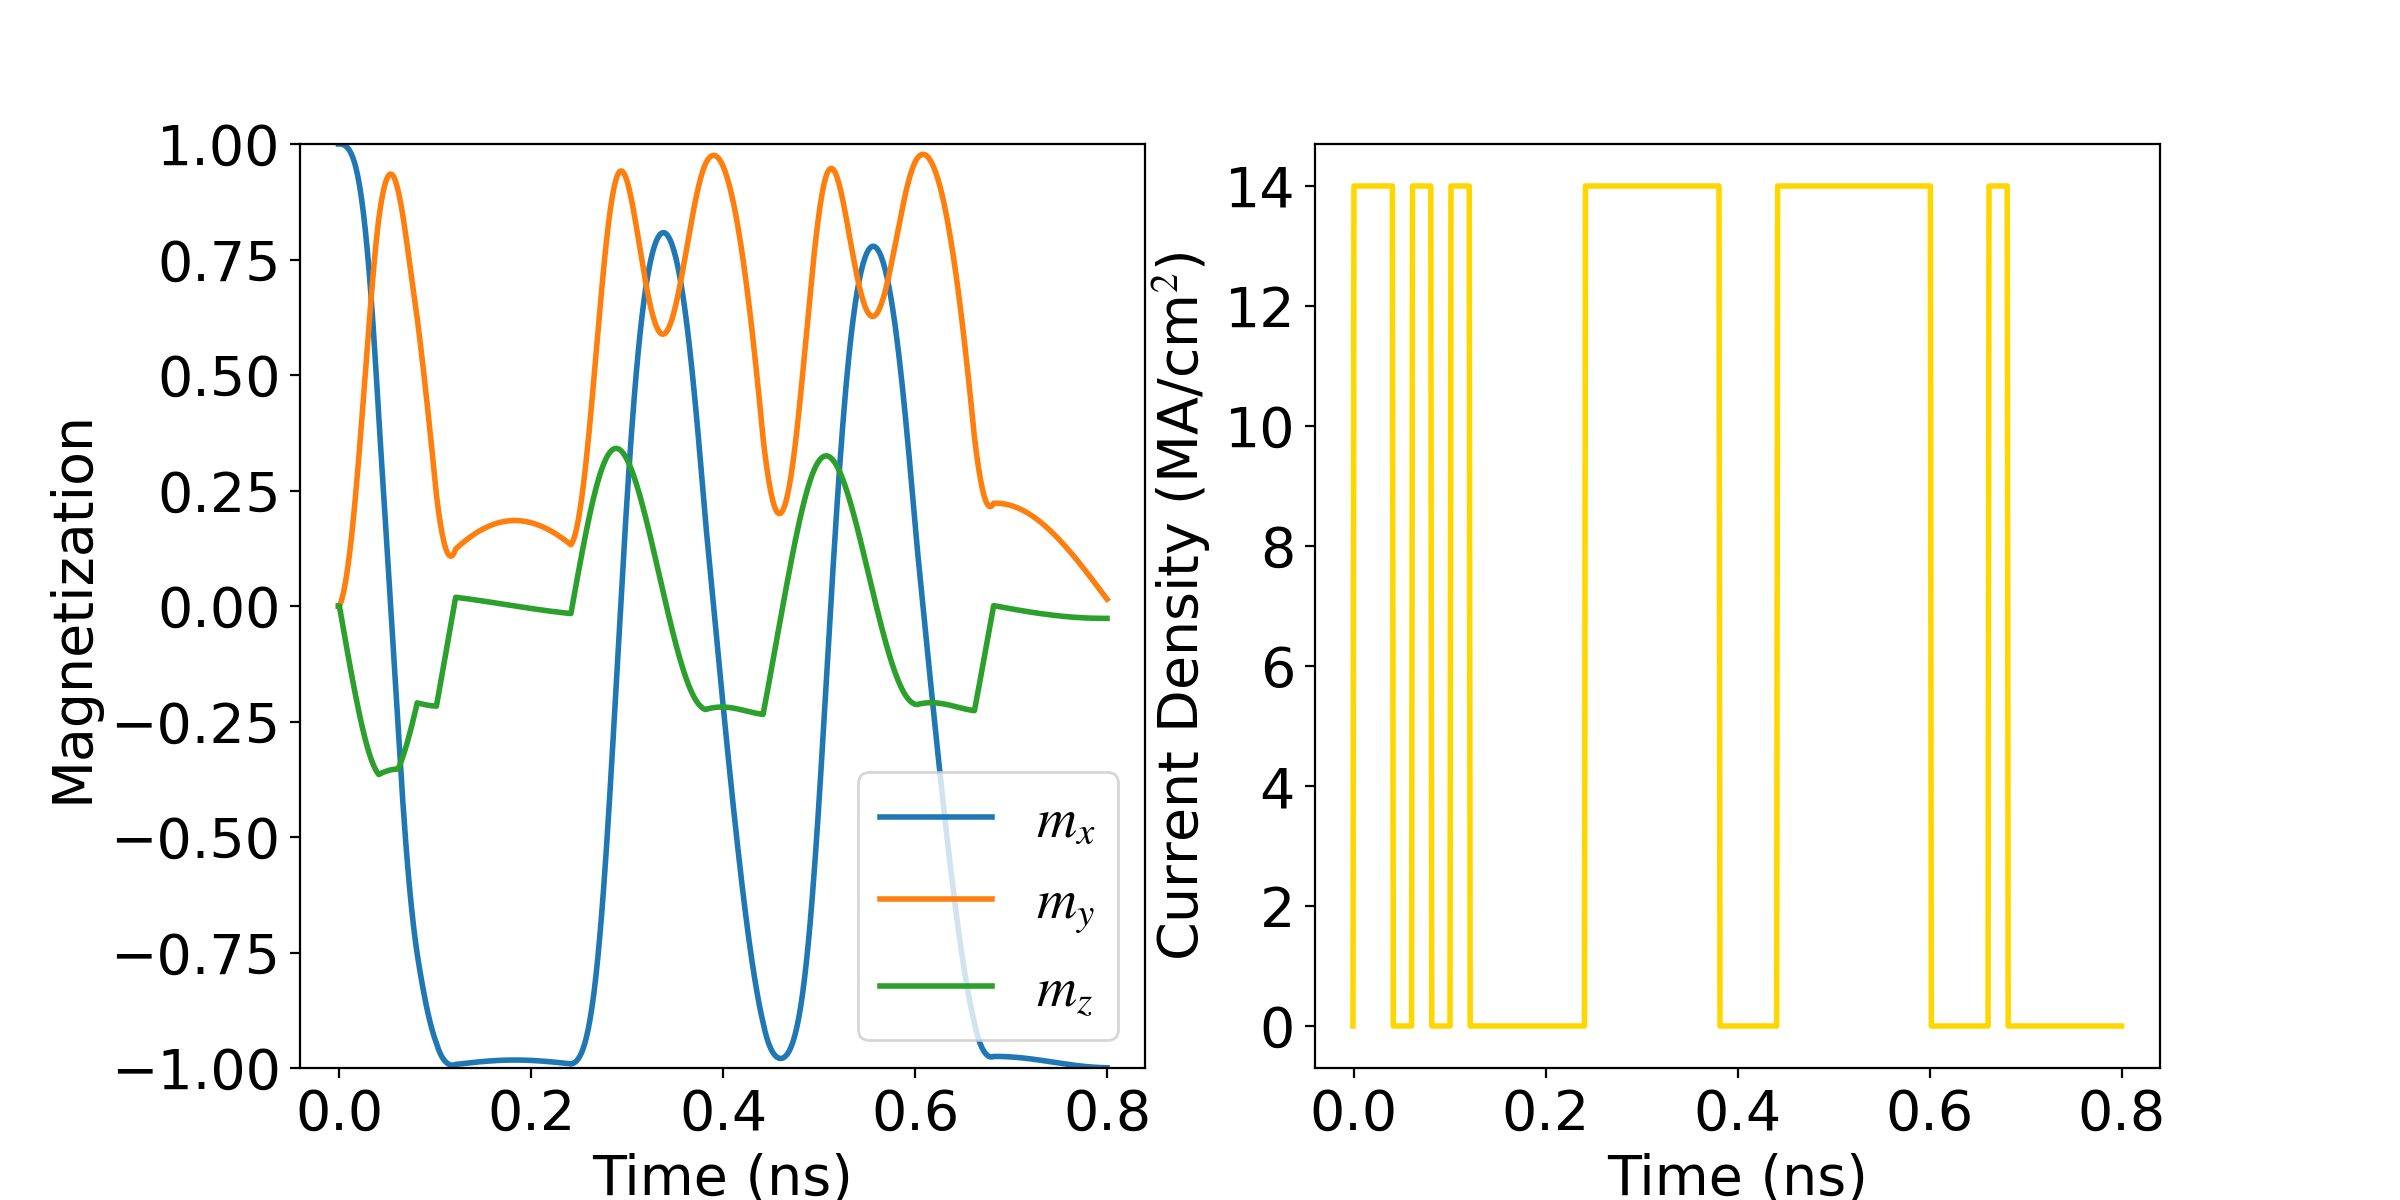 Magnetization
1.00
0.75
0.50
0.25
0.00
−0.25
−0.50
−0.75
−1.00
0.0 0.2 0.4 0.6 0.8
Time (ns)
m_x
m_y
m_z
Current Density (MA/cm²)
14
12
10
8
6
4
2
0
0.0 0.2 0.4 0.6 0.8
Time (ns)